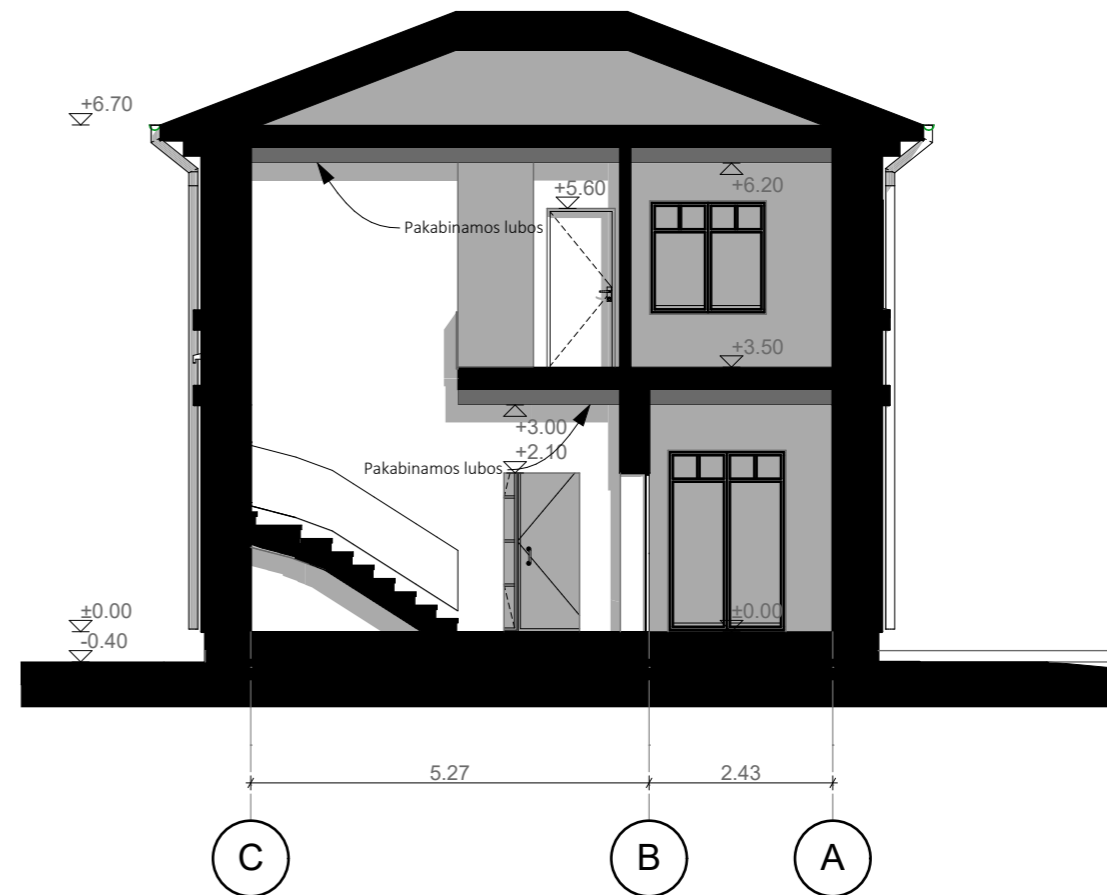 +6.70
+6.20
+5.60
Pakabinamos lubos
+3.50
+3.00
+2.10
Pakabinamos lubos
±0.00
±0.00
-0.40
5.27
2.43
C
B
A